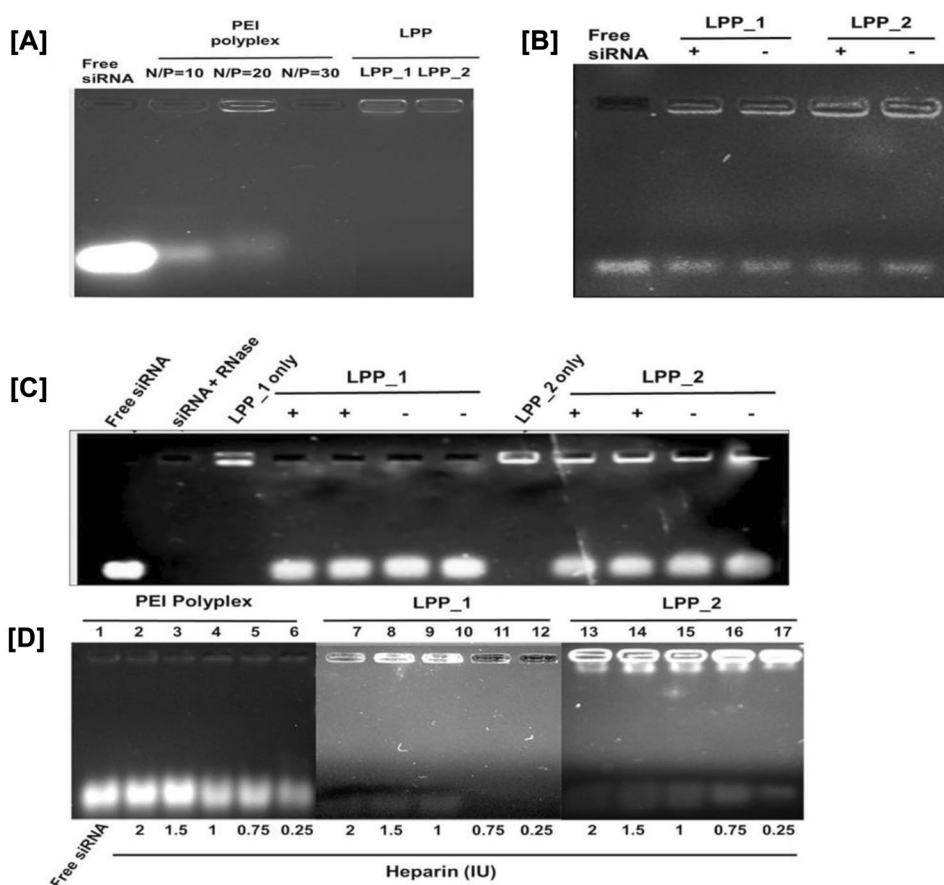 [A]
PEI
polyplex
LPP
Free
siRNA
N/P=10 N/P=20 N/P=30
LPP_1 LPP_2
[B]
Free
siRNA
LPP_1
LPP_2
+ - + -
[C]
Free siRNA
siRNA + RNase
LPP_1 only
LPP_1
+ + - -
LPP_2 only
LPP_2
+ + - -
[D]
PEI Polyplex
LPP_1
LPP_2
1 2 3 4 5 6 7 8 9 10 11 12 13 14 15 16 17
Free siRNA
2 1.5 1 0.75 0.25 2 1.5 1 0.75 0.25 2 1.5 1 0.75 0.25
Heparin (IU)